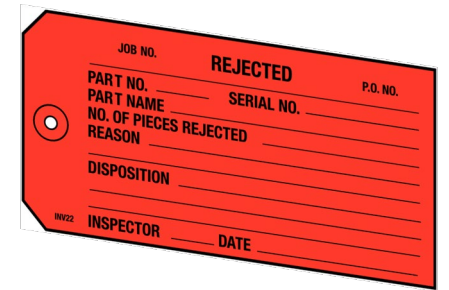 JOB NO. REJECTED P.O. NO.
PART NO. SERIAL NO.
PART NAME
NO. OF PIECES REJECTED
REASON
DISPOSITION
INSPECTOR DATE
INV22